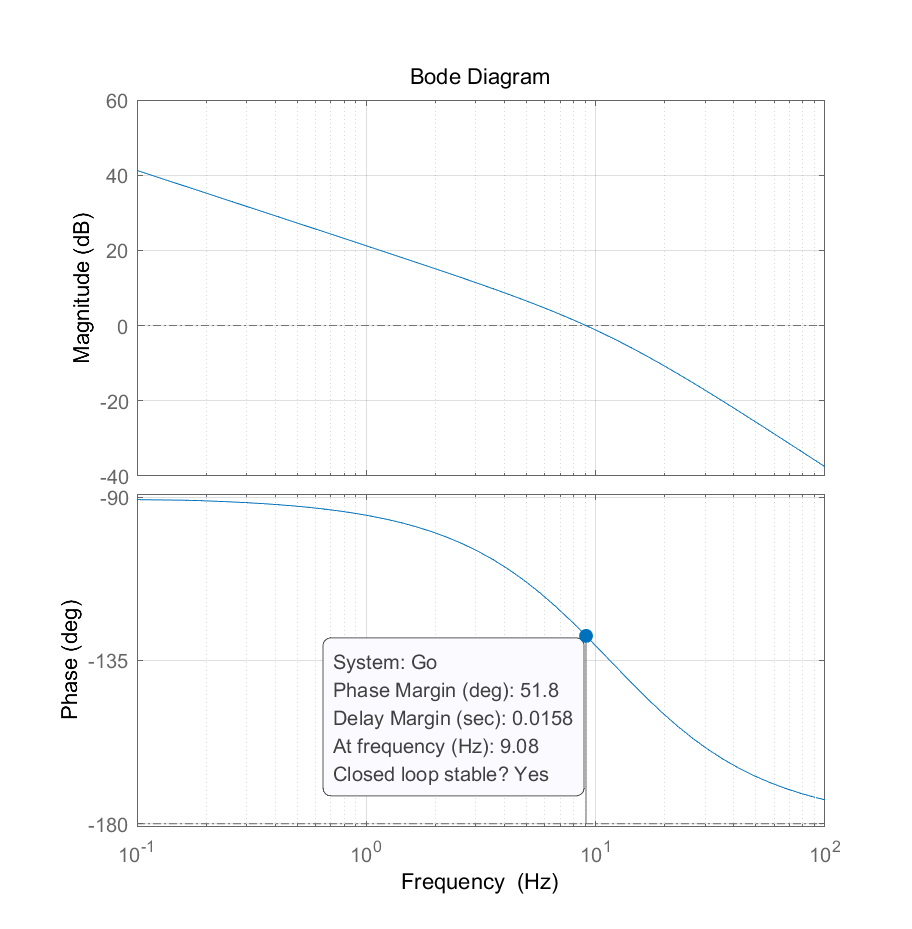 Bode Diagram
60
40
20
0
-20
-40
Magnitude (dB)
-90
-135
-180
Phase (deg)
System: Go
Phase Margin (deg): 51.8
Delay Margin (sec): 0.0158
At frequency (Hz): 9.08
Closed loop stable? Yes
10^-1 10^0 10^1 10^2
Frequency (Hz)